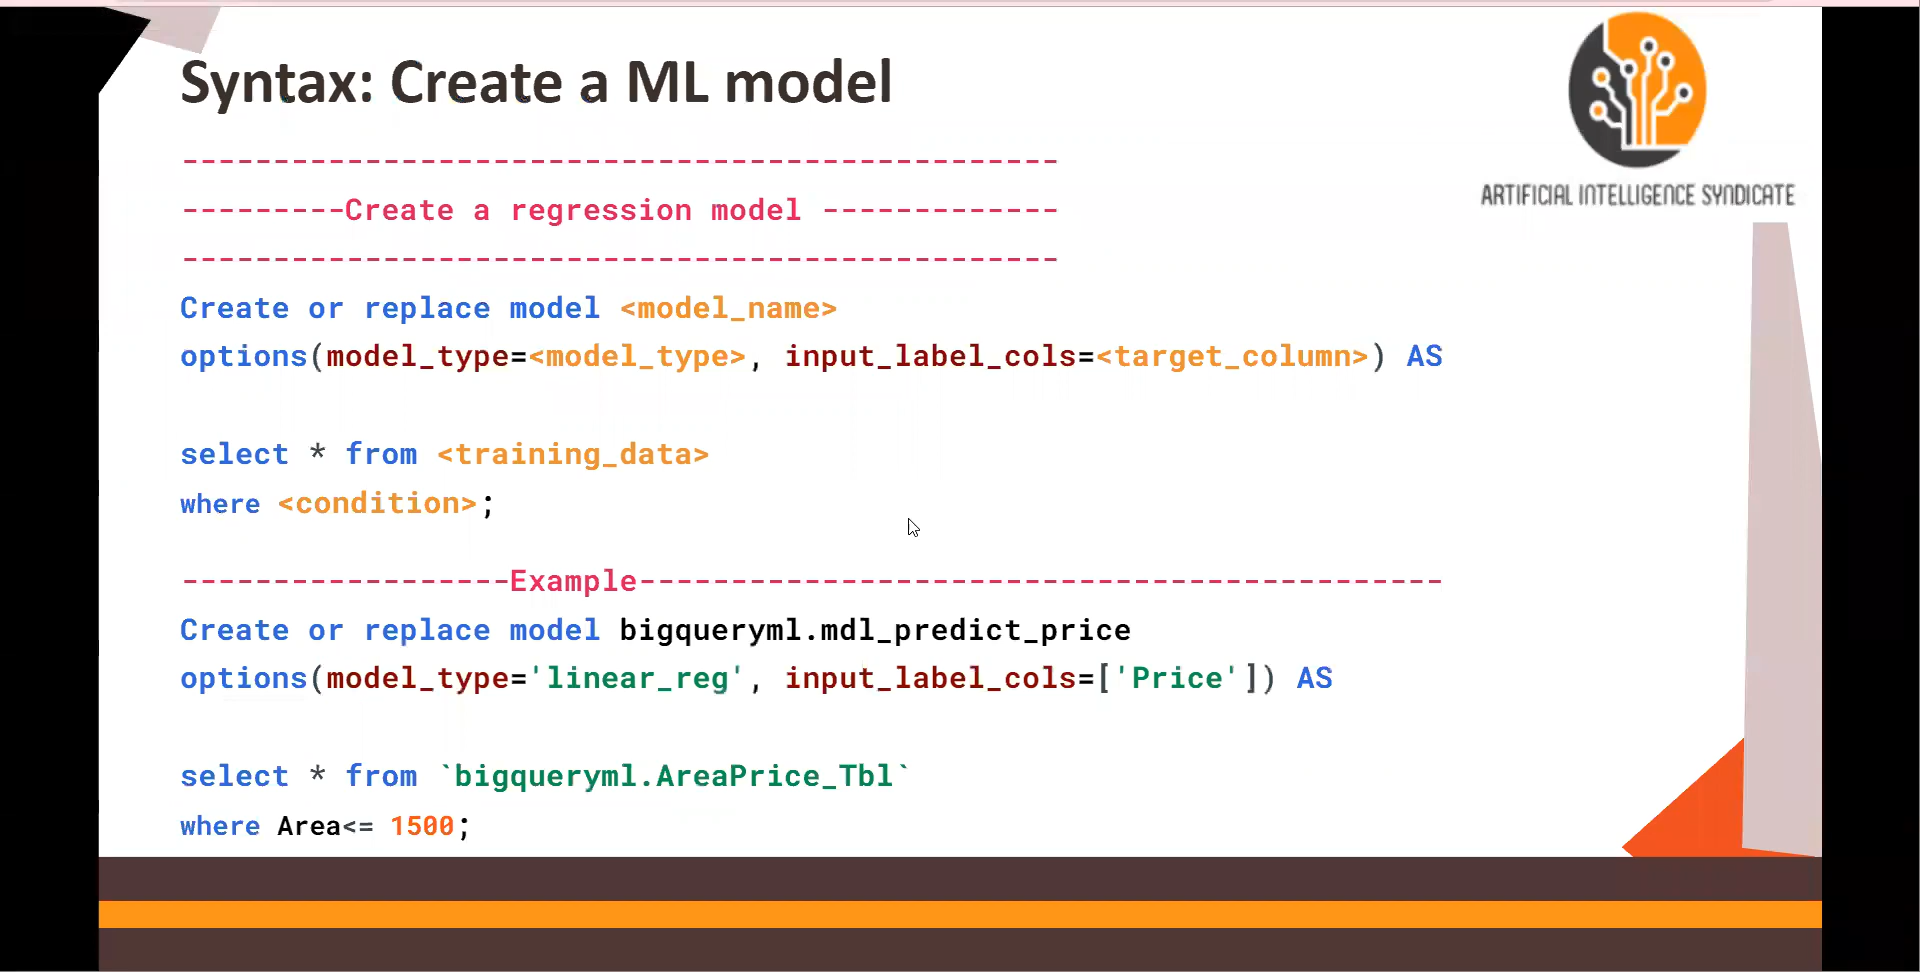 Syntax: Create a ML model
ARTIFICIAL INTELLIGENCE SYNDICATE
------------------------------------------------
---------Create a regression model -------------
------------------------------------------------
Create or replace model <model_name>
options(model_type=<model_type>, input_label_cols=<target_column>) AS
select * from <training_data>
where <condition>;
------------------Example--------------------------------------------
Create or replace model bigqueryml.mdl_predict_price
options(model_type='linear_reg', input_label_cols=['Price']) AS
select * from `bigqueryml.AreaPrice_Tbl`
where Area<= 1500;